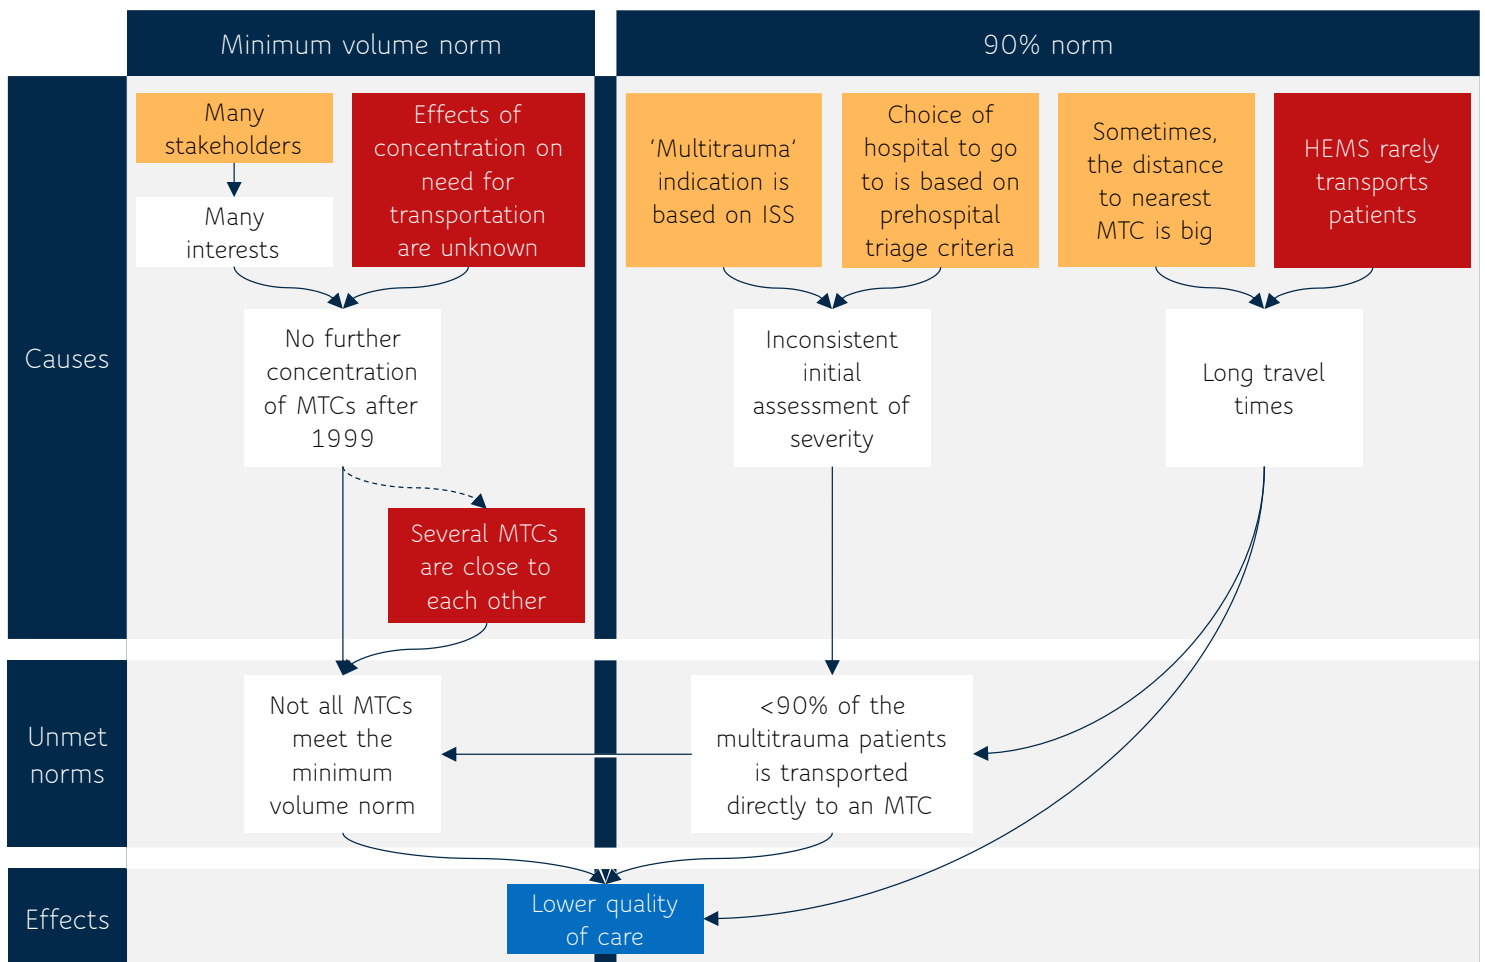 Minimum volume norm
90% norm
Causes
Many
stakeholders
Many
interests
Effects of
concentration on
need for
transportation
are unknown
'Multitrauma'
indication is
based on ISS
Choice of
hospital to go
to is based on
prehospital
triage criteria
Sometimes,
the distance
to nearest
MTC is big
HEMS rarely
transports
patients
No further
concentration
of MTCs after
1999
Inconsistent
initial
assessment of
severity
Long travel
times
Several MTCs
are close to
each other
Unmet
norms
Not all MTCs
meet the
minimum
volume norm
<90% of the
multitrauma patients
is transported
directly to an MTC
Effects
Lower quality
of care